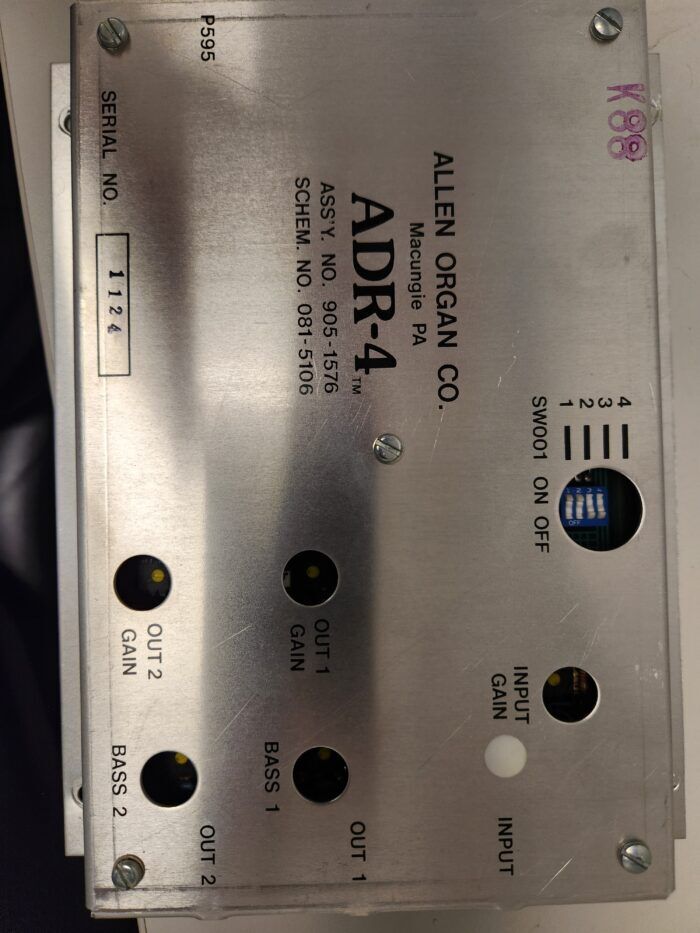 K88
P595
ALLEN ORGAN CO.
Macungie PA
ADR-4™
ASS'Y. NO. 905-1576
SCHEM. NO. 081-5106
SERIAL NO. 1124
4
3
2
1
SW001 ON OFF
INPUT
GAIN
OUT 1
GAIN
OUT 2
GAIN
BASS 1
BASS 2
INPUT
OUT 1
OUT 2